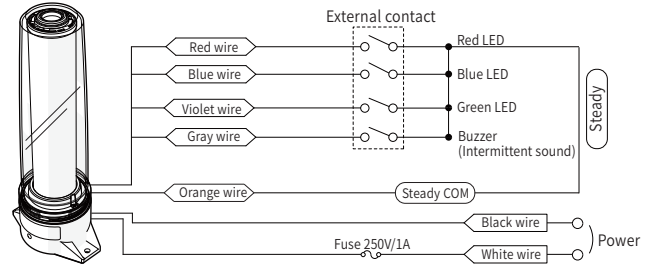 External contact
Red wire
Red LED
Blue wire
Blue LED
Violet wire
Green LED
Gray wire
Buzzer
(Intermittent sound)
Steady
Orange wire
Steady COM
Black wire
Fuse 250V/1A
White wire
Power